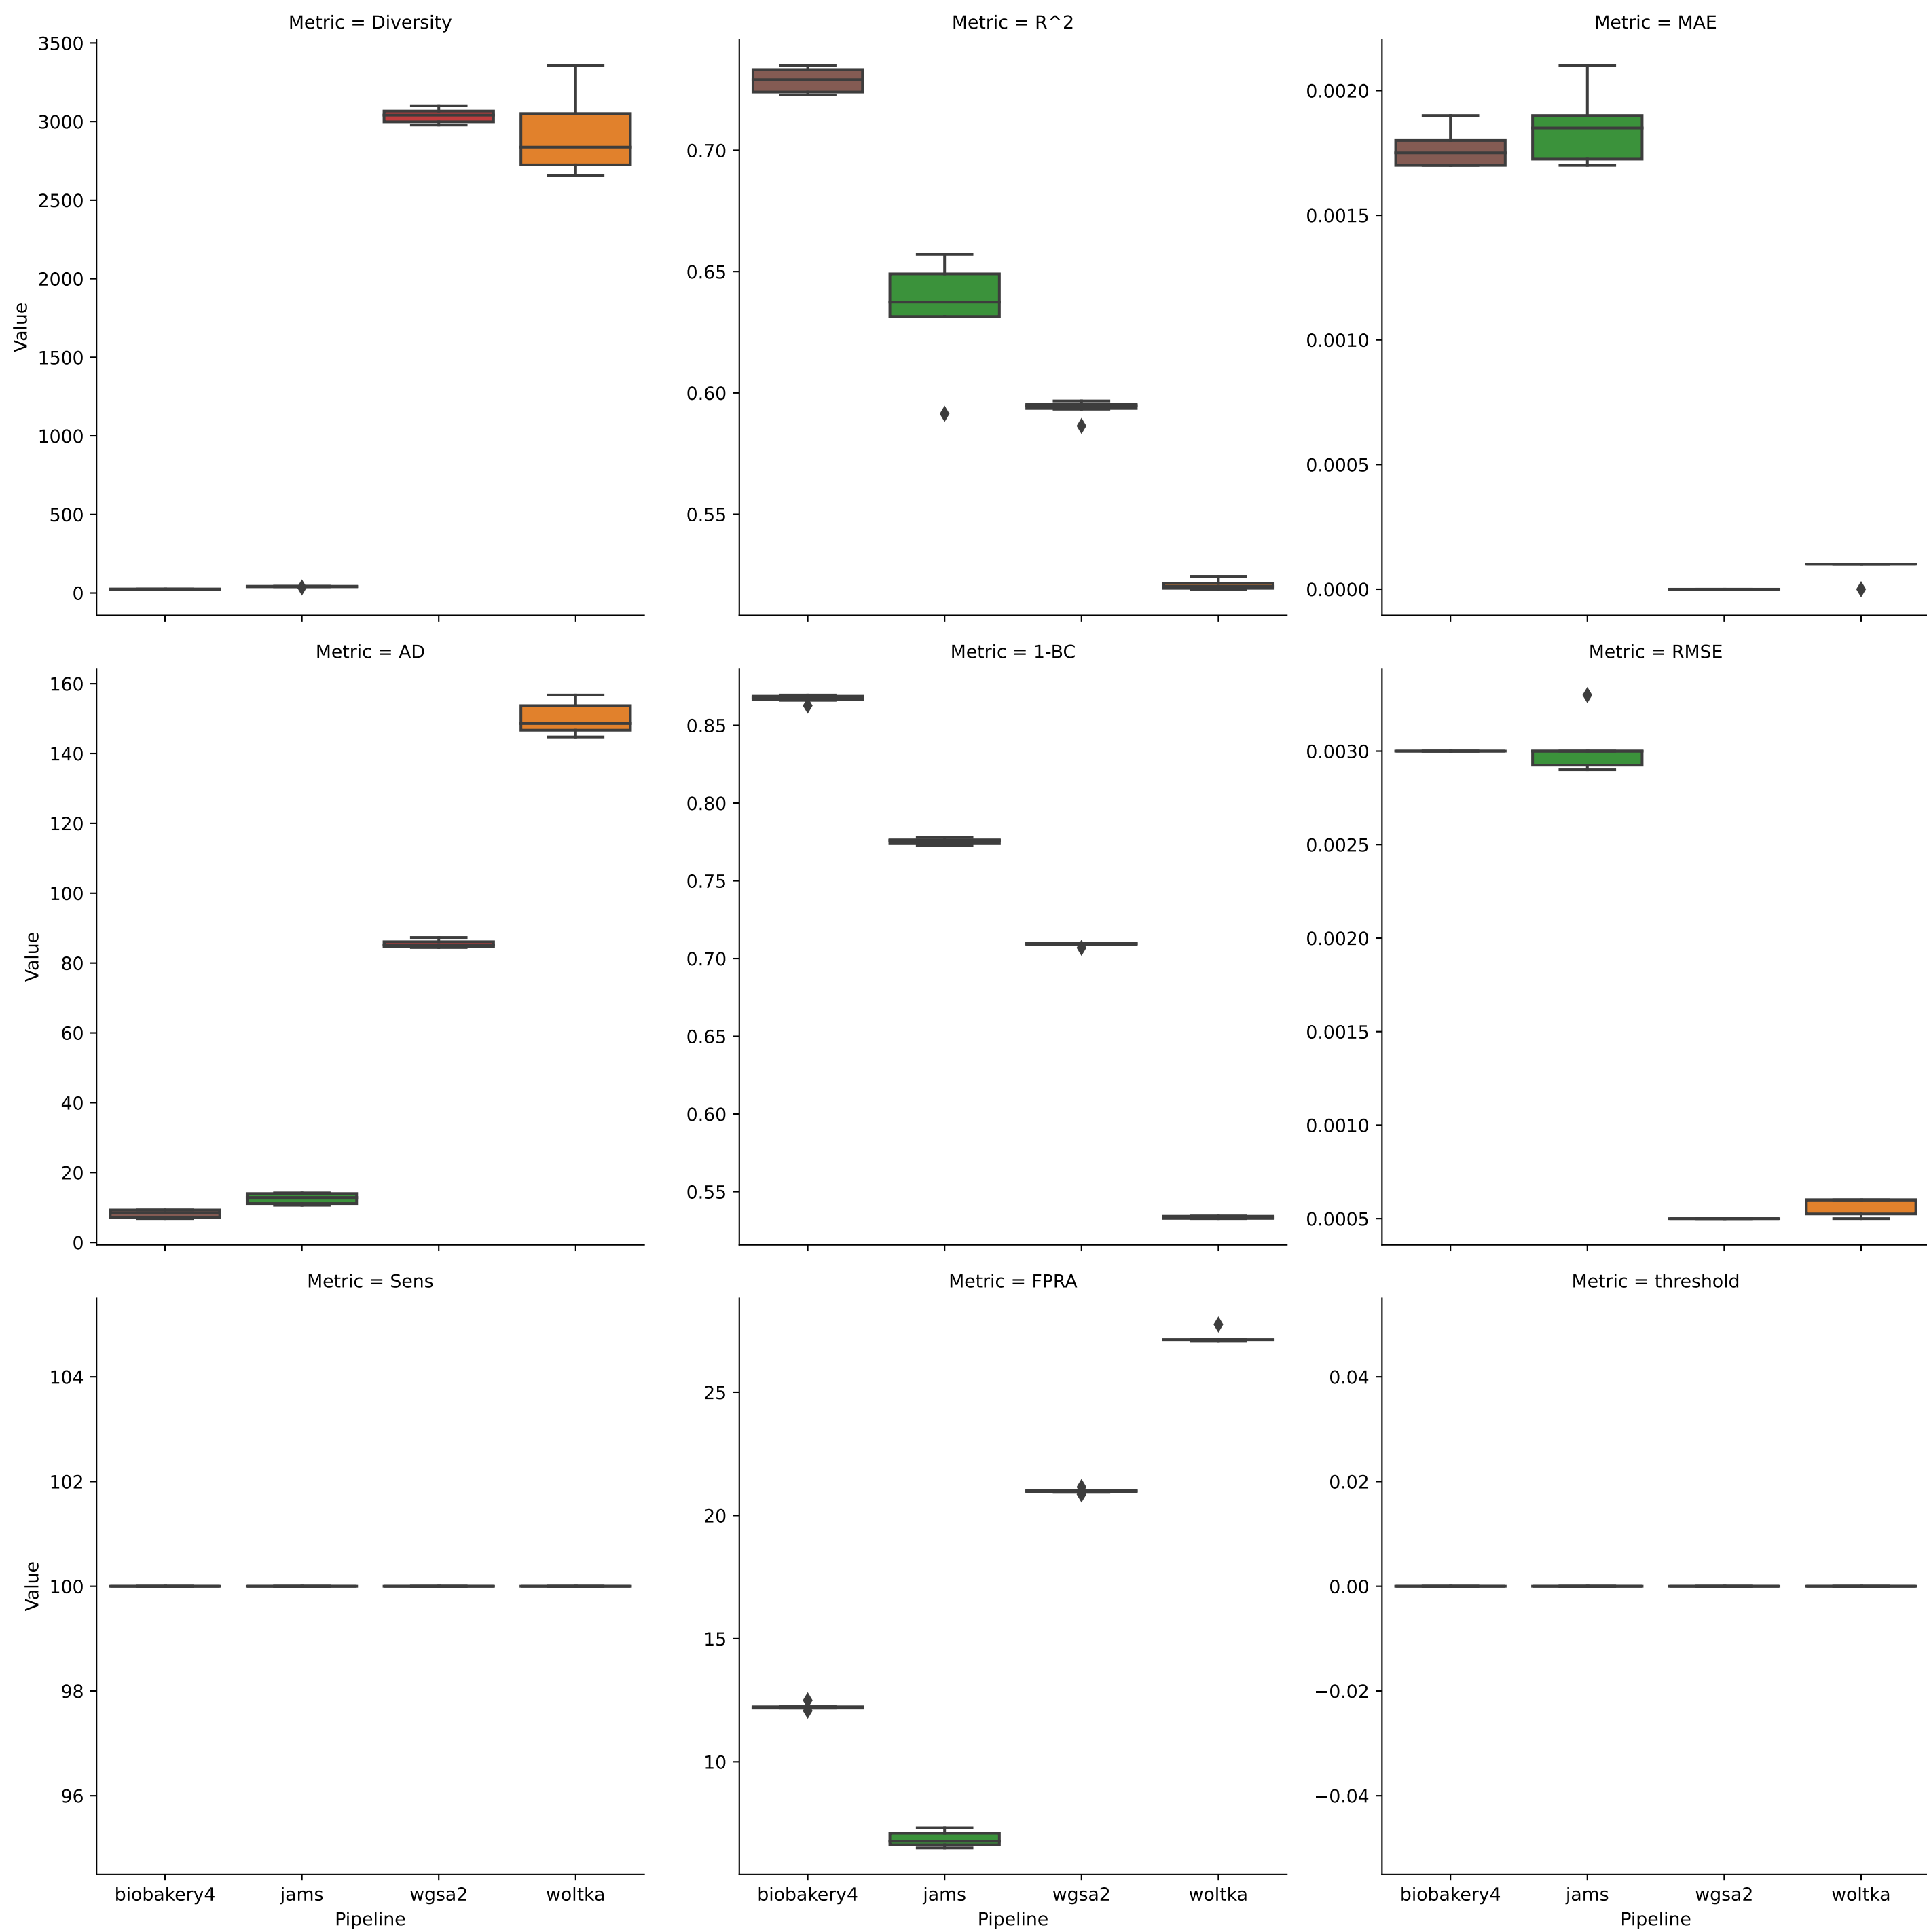 Metric = Diversity
Metric = R^2
Metric = MAE
Value
3500
3000
2500
2000
1500
1000
500
0
0.70
0.65
0.60
0.55
0.0020
0.0015
0.0010
0.0005
0.0000
Metric = AD
Metric = 1-BC
Metric = RMSE
Value
160
140
120
100
80
60
40
20
0
0.85
0.80
0.75
0.70
0.65
0.60
0.55
0.0030
0.0025
0.0020
0.0015
0.0010
0.0005
Metric = Sens
Metric = FPRA
Metric = threshold
Value
104
102
100
98
96
25
20
15
10
0.04
0.02
0.00
−0.02
−0.04
biobakery4 jams wgsa2 woltka
Pipeline
biobakery4 jams wgsa2 woltka
Pipeline
biobakery4 jams wgsa2 woltka
Pipeline